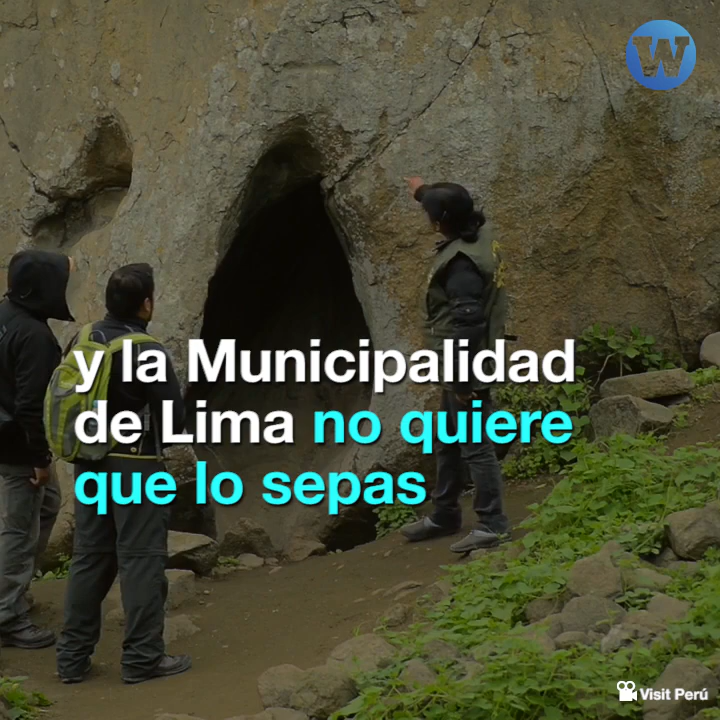 W
y la Municipalidad
de Lima no quiere
que lo sepas
Visit Perú